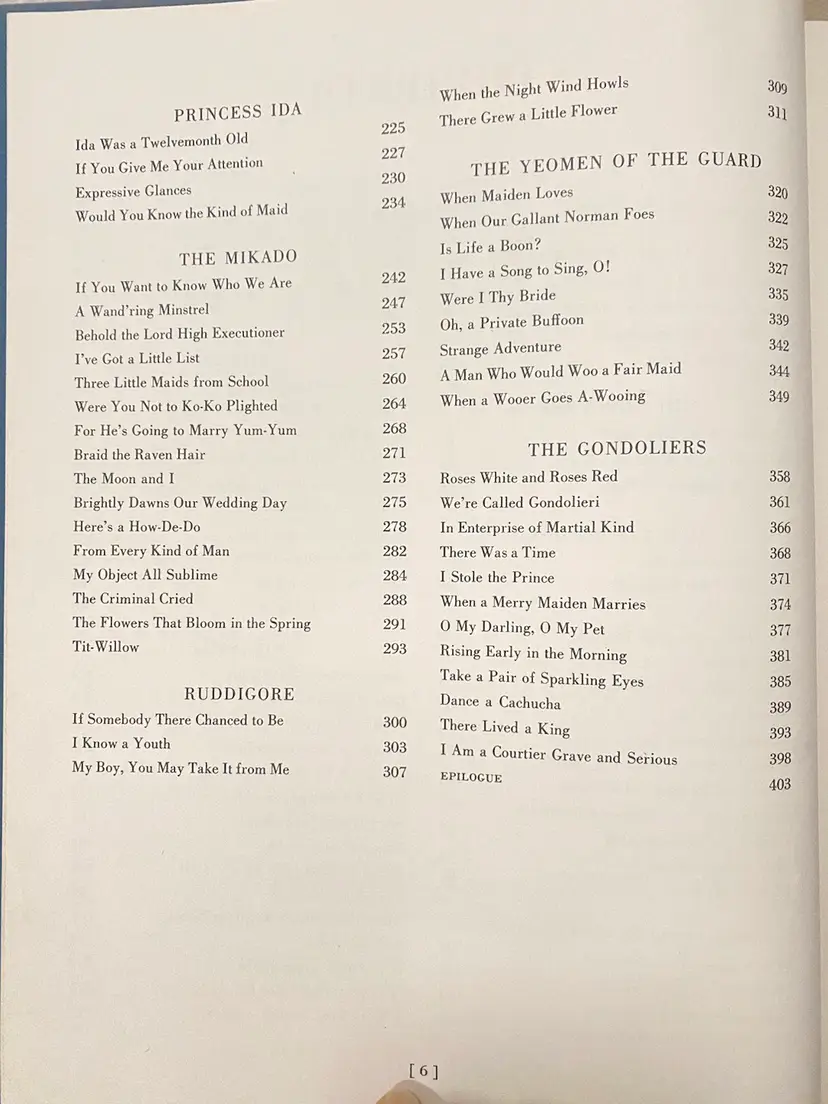 PRINCESS IDA
Ida Was a Twelvemonth Old 225
If You Give Me Your Attention 227
Expressive Glances 230
Would You Know the Kind of Maid 234
THE MIKADO
If You Want to Know Who We Are 242
A Wand'ring Minstrel 247
Behold the Lord High Executioner 253
I've Got a Little List 257
Three Little Maids from School 260
Were You Not to Ko-Ko Plighted 264
For He's Going to Marry Yum-Yum 268
Braid the Raven Hair 271
The Moon and I 273
Brightly Dawns Our Wedding Day 275
Here's a How-De-Do 278
From Every Kind of Man 282
My Object All Sublime 284
The Criminal Cried 288
The Flowers That Bloom in the Spring 291
Tit-Willow 293
RUDDIGORE
If Somebody There Chanced to Be 300
I Know a Youth 303
My Boy, You May Take It from Me 307
When the Night Wind Howls 309
There Grew a Little Flower 311
THE YEOMEN OF THE GUARD
When Maiden Loves 320
When Our Gallant Norman Foes 322
Is Life a Boon? 325
I Have a Song to Sing, O! 327
Were I Thy Bride 335
Oh, a Private Buffoon 339
Strange Adventure 342
A Man Who Would Woo a Fair Maid 344
When a Wooer Goes A-Wooing 349
THE GONDOLIERS
Roses White and Roses Red 358
We're Called Gondolieri 361
In Enterprise of Martial Kind 366
There Was a Time 368
I Stole the Prince 371
When a Merry Maiden Marries 374
O My Darling, O My Pet 377
Rising Early in the Morning 381
Take a Pair of Sparkling Eyes 385
Dance a Cachucha 389
There Lived a King 393
I Am a Courtier Grave and Serious 398
EPILOGUE 403
[ 6 ]